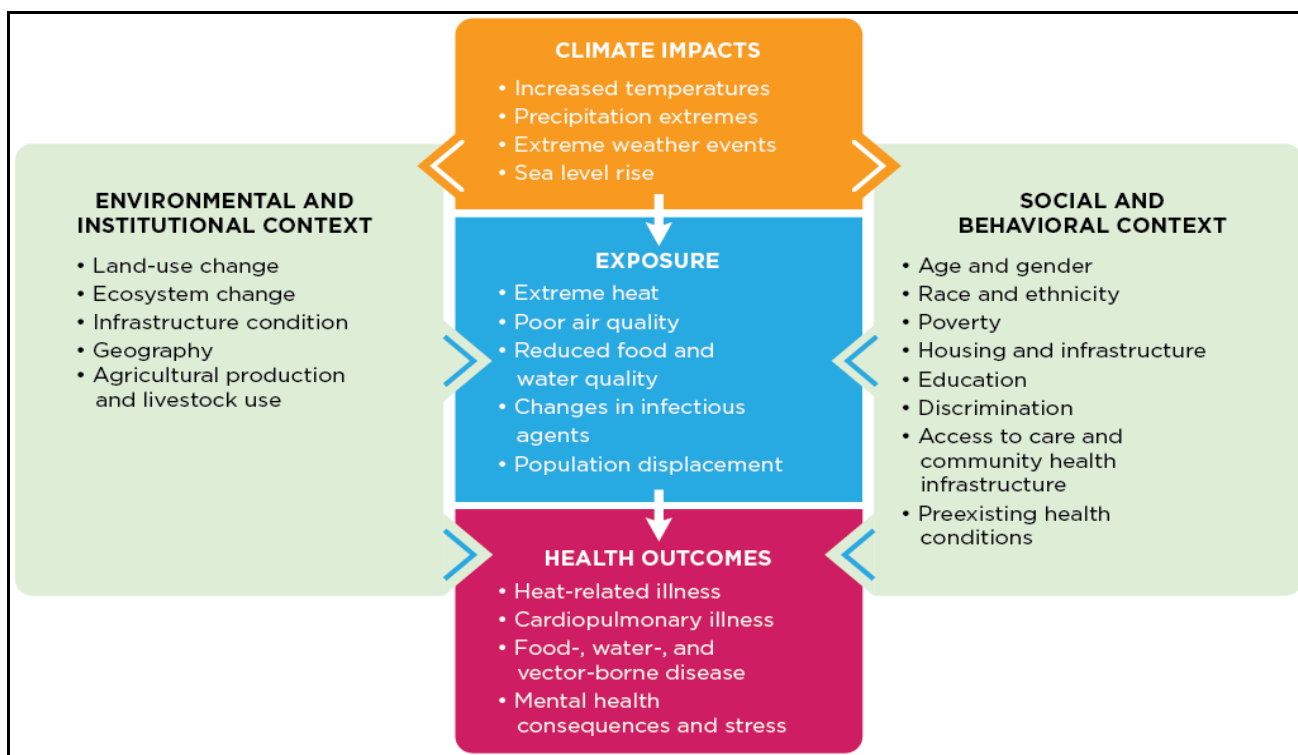 CLIMATE IMPACTS
• Increased temperatures
• Precipitation extremes
• Extreme weather events
• Sea level rise
ENVIRONMENTAL AND
INSTITUTIONAL CONTEXT
• Land-use change
• Ecosystem change
• Infrastructure condition
• Geography
• Agricultural production
and livestock use
EXPOSURE
• Extreme heat
• Poor air quality
• Reduced food and
water quality
• Changes in infectious
agents
• Population displacement
SOCIAL AND
BEHAVIORAL CONTEXT
• Age and gender
• Race and ethnicity
• Poverty
• Housing and infrastructure
• Education
• Discrimination
• Access to care and
community health
infrastructure
• Preexisting health
conditions
HEALTH OUTCOMES
• Heat-related illness
• Cardiopulmonary illness
• Food-, water-, and
vector-borne disease
• Mental health
consequences and stress